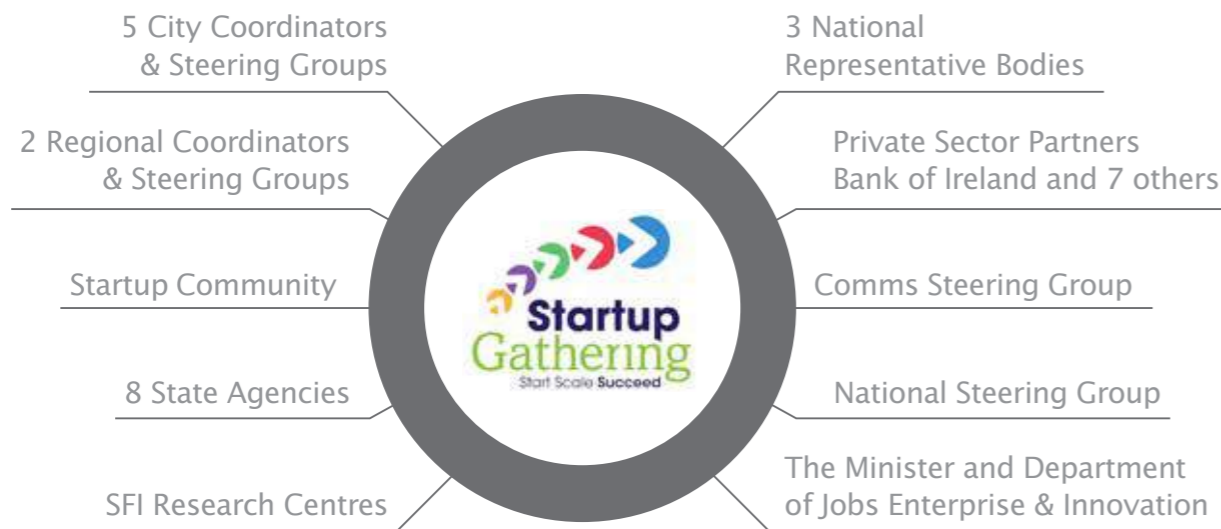 5 City Coordinators
& Steering Groups
2 Regional Coordinators
& Steering Groups
Startup Community
8 State Agencies
SFI Research Centres
Startup
Gathering
Start Scale Succeed
3 National
Representative Bodies
Private Sector Partners
Bank of Ireland and 7 others
Comms Steering Group
National Steering Group
The Minister and Department
of Jobs Enterprise & Innovation